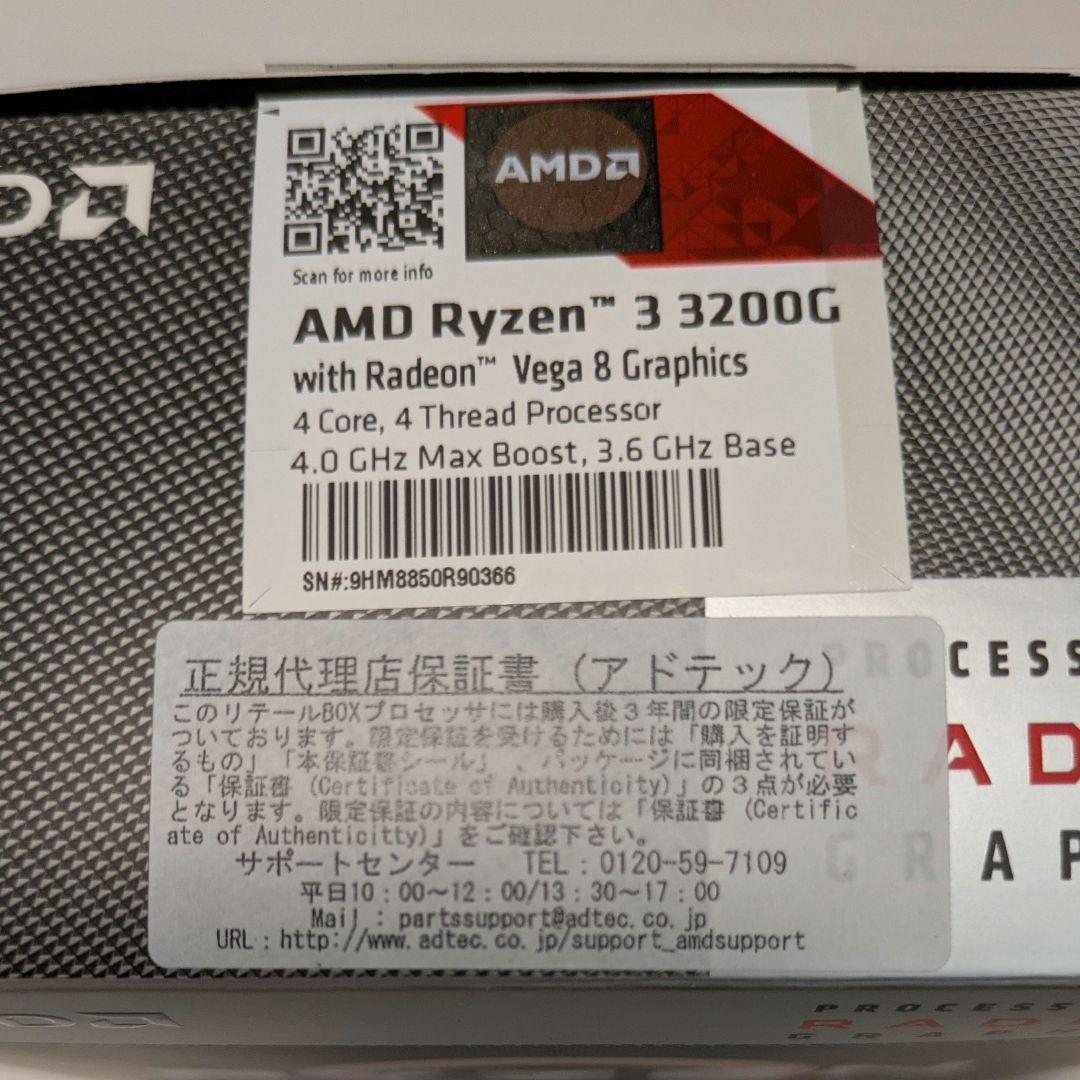 AMD
Scan for more info
AMD Ryzen™ 3 3200G
with Radeon™ Vega 8 Graphics
4 Core, 4 Thread Processor
4.0 GHz Max Boost, 3.6 GHz Base
SN#:9HM8850R90366
正規代理店保証書（アドテック）
このリテールBOXプロセッサには購入後３年間の限定保証が
ついております。限定保証を受けるためには「購入を証明す
るもの」「本保証書シール」、パッケージに同梱されてい
る「保証書（Certificate of Authenticity)」の３点が必要
となります。限定保証の内容については「保証書（Certific
ate of Authenticitty)」をご確認下さい。
サポートセンター TEL：0120-59-7109
平日10：00～12：00/13：30～17：00
Mail : partssupport@adtec.co.jp
URL：http://www.adtec.co.jp/support_amdsupport
D
PROCESS
RAD
GRAP
PROCESS
RAD
GRAPH